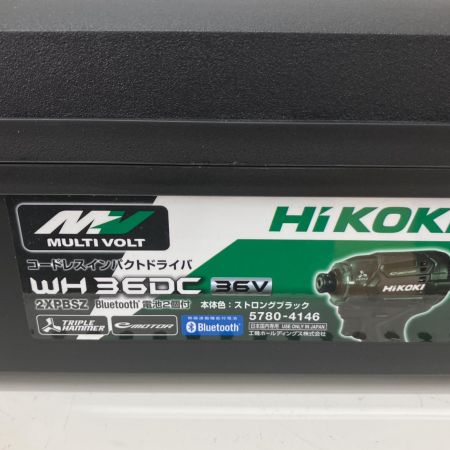 MV
MULTI VOLT
HiKOKI
コードレスインパクトドライバ
WH 36DC 36V
2XPBSZ Bluetooth® 電池2個付 本体色：ストロングブラック
5780-4146
TRIPLE HAMMER
e MOTOR
Bluetooth®
日本国内専用 USE ONLY IN JAPAN
工機ホールディングス株式会社
HiKOKI